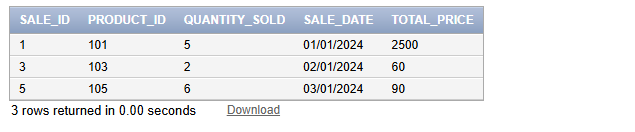 SALE_ID PRODUCT_ID QUANTITY_SOLD SALE_DATE TOTAL_PRICE
1 101 5 01/01/2024 2500
3 103 2 02/01/2024 60
5 105 6 03/01/2024 90
3 rows returned in 0.00 seconds Download